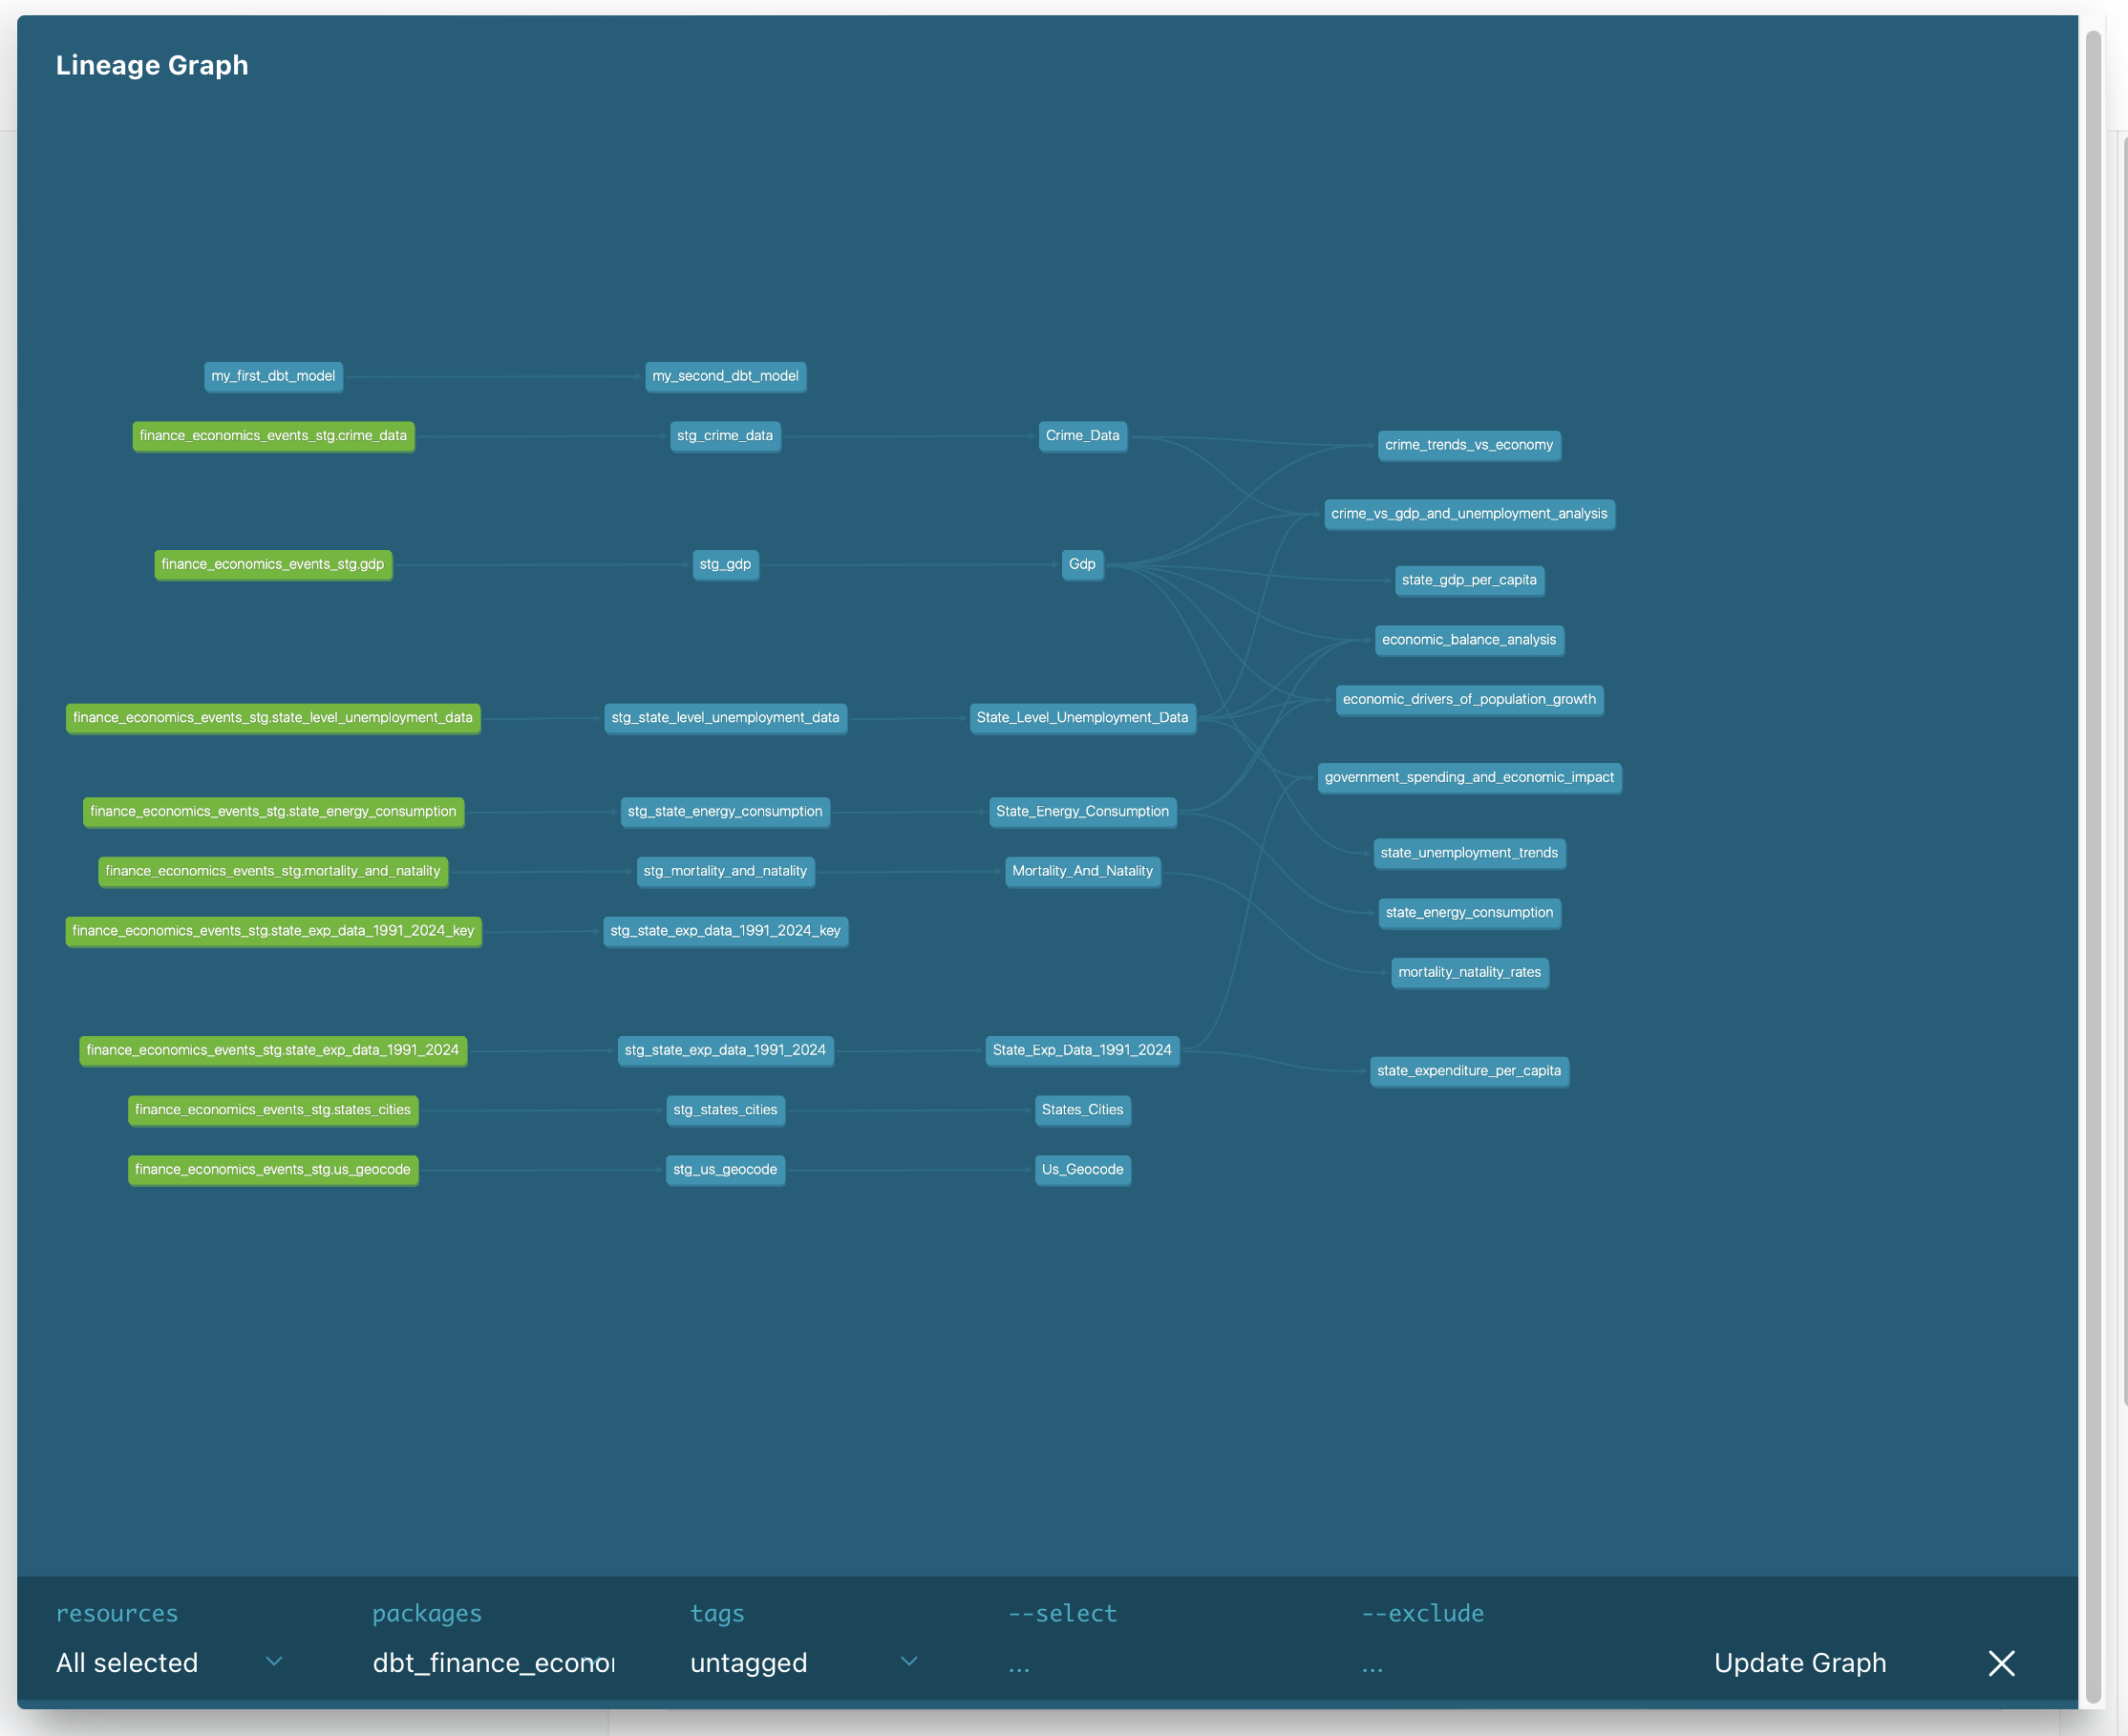 Lineage Graph
my_first_dbt_model
my_second_dbt_model
finance_economics_events_stg.crime_data
stg_crime_data
Crime_Data
crime_trends_vs_economy
crime_vs_gdp_and_unemployment_analysis
finance_economics_events_stg.gdp
stg_gdp
Gdp
state_gdp_per_capita
economic_balance_analysis
economic_drivers_of_population_growth
finance_economics_events_stg.state_level_unemployment_data
stg_state_level_unemployment_data
State_Level_Unemployment_Data
government_spending_and_economic_impact
finance_economics_events_stg.state_energy_consumption
stg_state_energy_consumption
State_Energy_Consumption
state_unemployment_trends
finance_economics_events_stg.mortality_and_natality
stg_mortality_and_natality
Mortality_And_Natality
state_energy_consumption
finance_economics_events_stg.state_exp_data_1991_2024_key
stg_state_exp_data_1991_2024_key
mortality_natality_rates
finance_economics_events_stg.state_exp_data_1991_2024
stg_state_exp_data_1991_2024
State_Exp_Data_1991_2024
state_expenditure_per_capita
finance_economics_events_stg.states_cities
stg_states_cities
States_Cities
finance_economics_events_stg.us_geocode
stg_us_geocode
Us_Geocode
resources
packages
tags
--select
--exclude
All selected
dbt_finance_econo
untagged
...
...
Update Graph